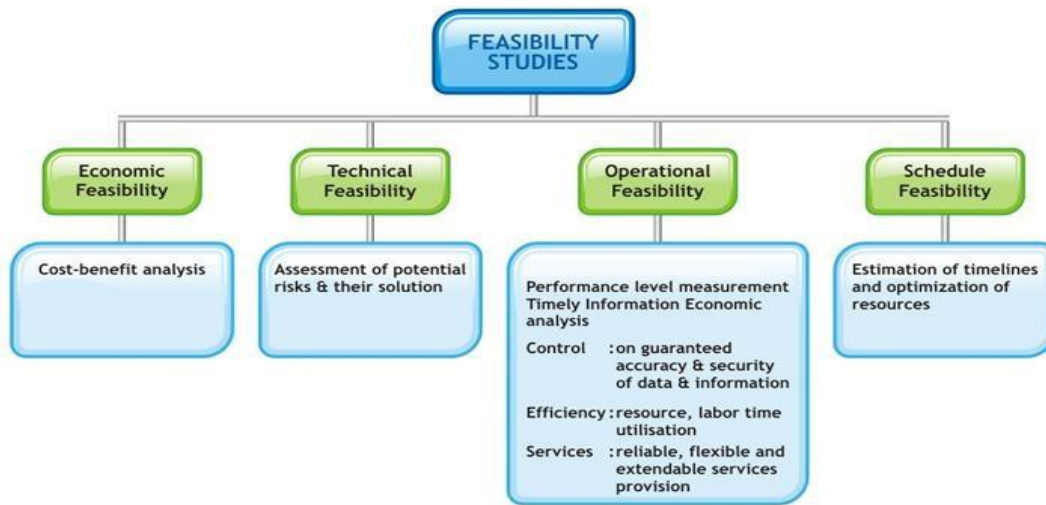 FEASIBILITY
STUDIES
Economic
Feasibility
Technical
Feasibility
Operational
Feasibility
Schedule
Feasibility
Cost-benefit analysis
Assessment of potential
risks & their solution
Performance level measurement
Timely Information Economic
analysis
Control : on guaranteed
accuracy & security
of data & information
Efficiency : resource, labor time
utilisation
Services : reliable, flexible and
extendable services
provision
Estimation of timelines
and optimization of
resources